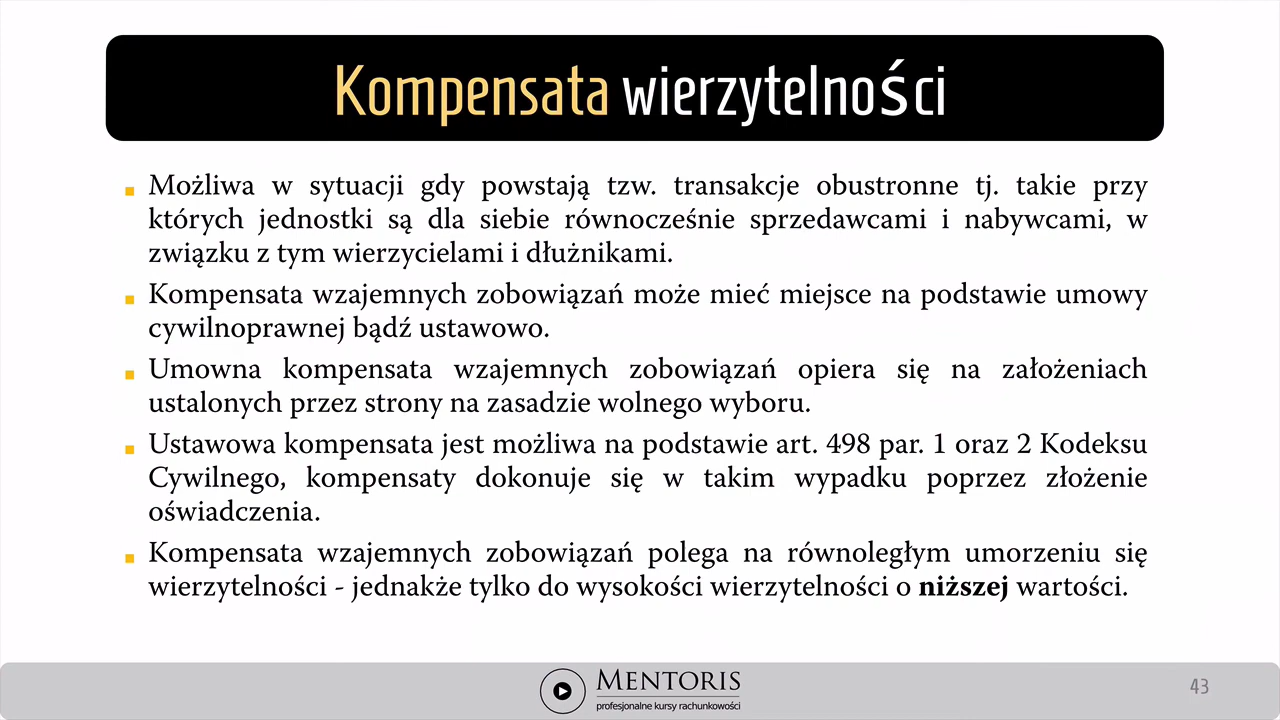 Kompensata wierzytelności
Możliwa w sytuacji gdy powstają tzw. transakcje obustronne tj. takie przy
których jednostki są dla siebie równocześnie sprzedawcami i nabywcami, w
związku z tym wierzycielami i dłużnikami.
Kompensata wzajemnych zobowiązań może mieć miejsce na podstawie umowy
cywilnoprawnej bądź ustawowo.
Umowna kompensata wzajemnych zobowiązań opiera się na założeniach
ustalonych przez strony na zasadzie wolnego wyboru.
Ustawowa kompensata jest możliwa na podstawie art. 498 par. 1 oraz 2 Kodeksu
Cywilnego, kompensaty dokonuje się w takim wypadku poprzez złożenie
oświadczenia.
Kompensata wzajemnych zobowiązań polega na równoległym umorzeniu się
wierzytelności - jednakże tylko do wysokości wierzytelności o niższej wartości.
MENTORIS
profesjonalne kursy rachunkowości
43